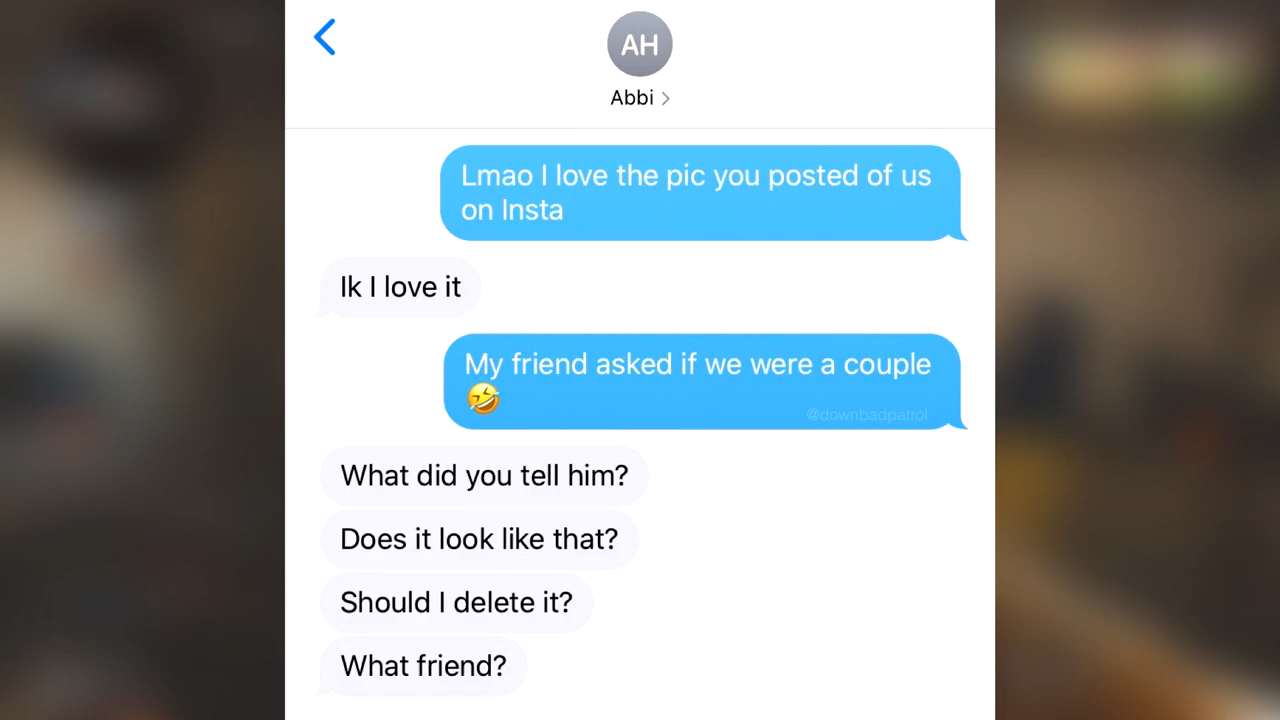 AH
Abbi
Lmao I love the pic you posted of us
on Insta
Ik I love it
My friend asked if we were a couple
🤣
@downbadpatrol
What did you tell him?
Does it look like that?
Should I delete it?
What friend?